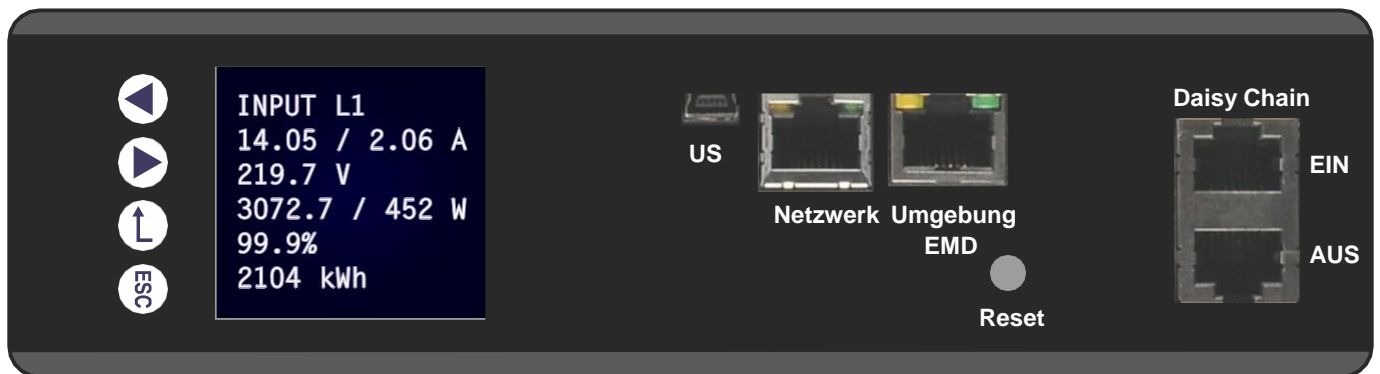 INPUT L1
14.05 / 2.06 A
219.7 V
3072.7 / 452 W
99.9%
2104 kWh
ESC
US
Netzwerk
Umgebung
EMD
Reset
Daisy Chain
EIN
AUS